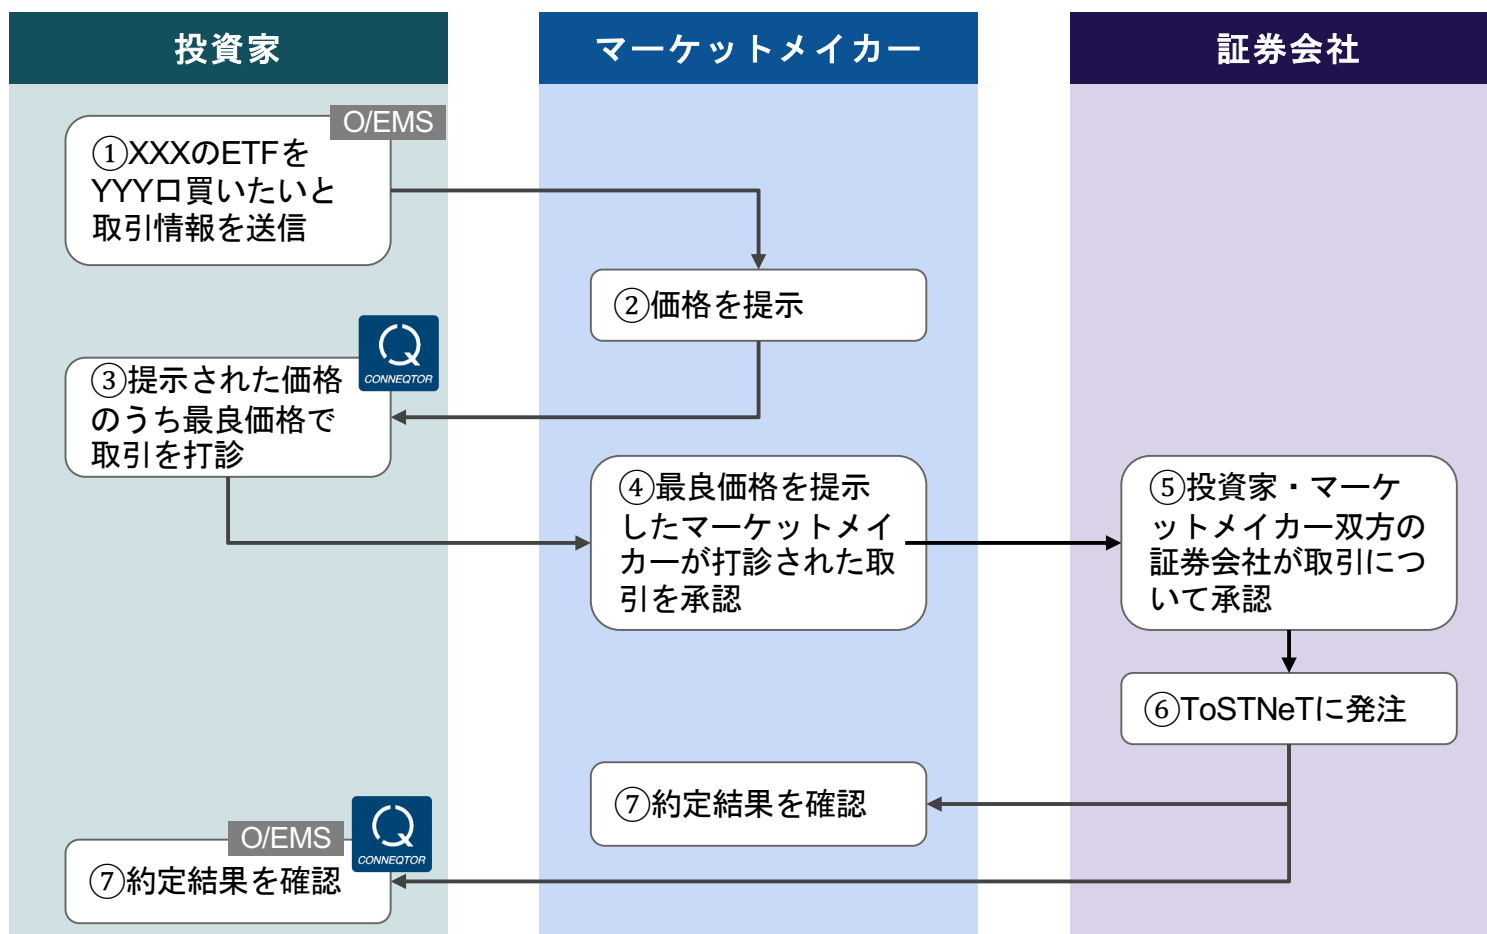 投資家
マーケットメイカー
証券会社
O/EMS
①XXXのETFを
YYY口買いたいと
取引情報を送信
②価格を提示
CONNEQTOR
③提示された価格
のうち最良価格で
取引を打診
④最良価格を提示
したマーケットメイ
カーが打診された取
引を承認
⑤投資家・マーケ
ットメイカー双方の
証券会社が取引につ
いて承認
⑥ToSTNeTに発注
⑦約定結果を確認
O/EMS
CONNEQTOR
⑦約定結果を確認